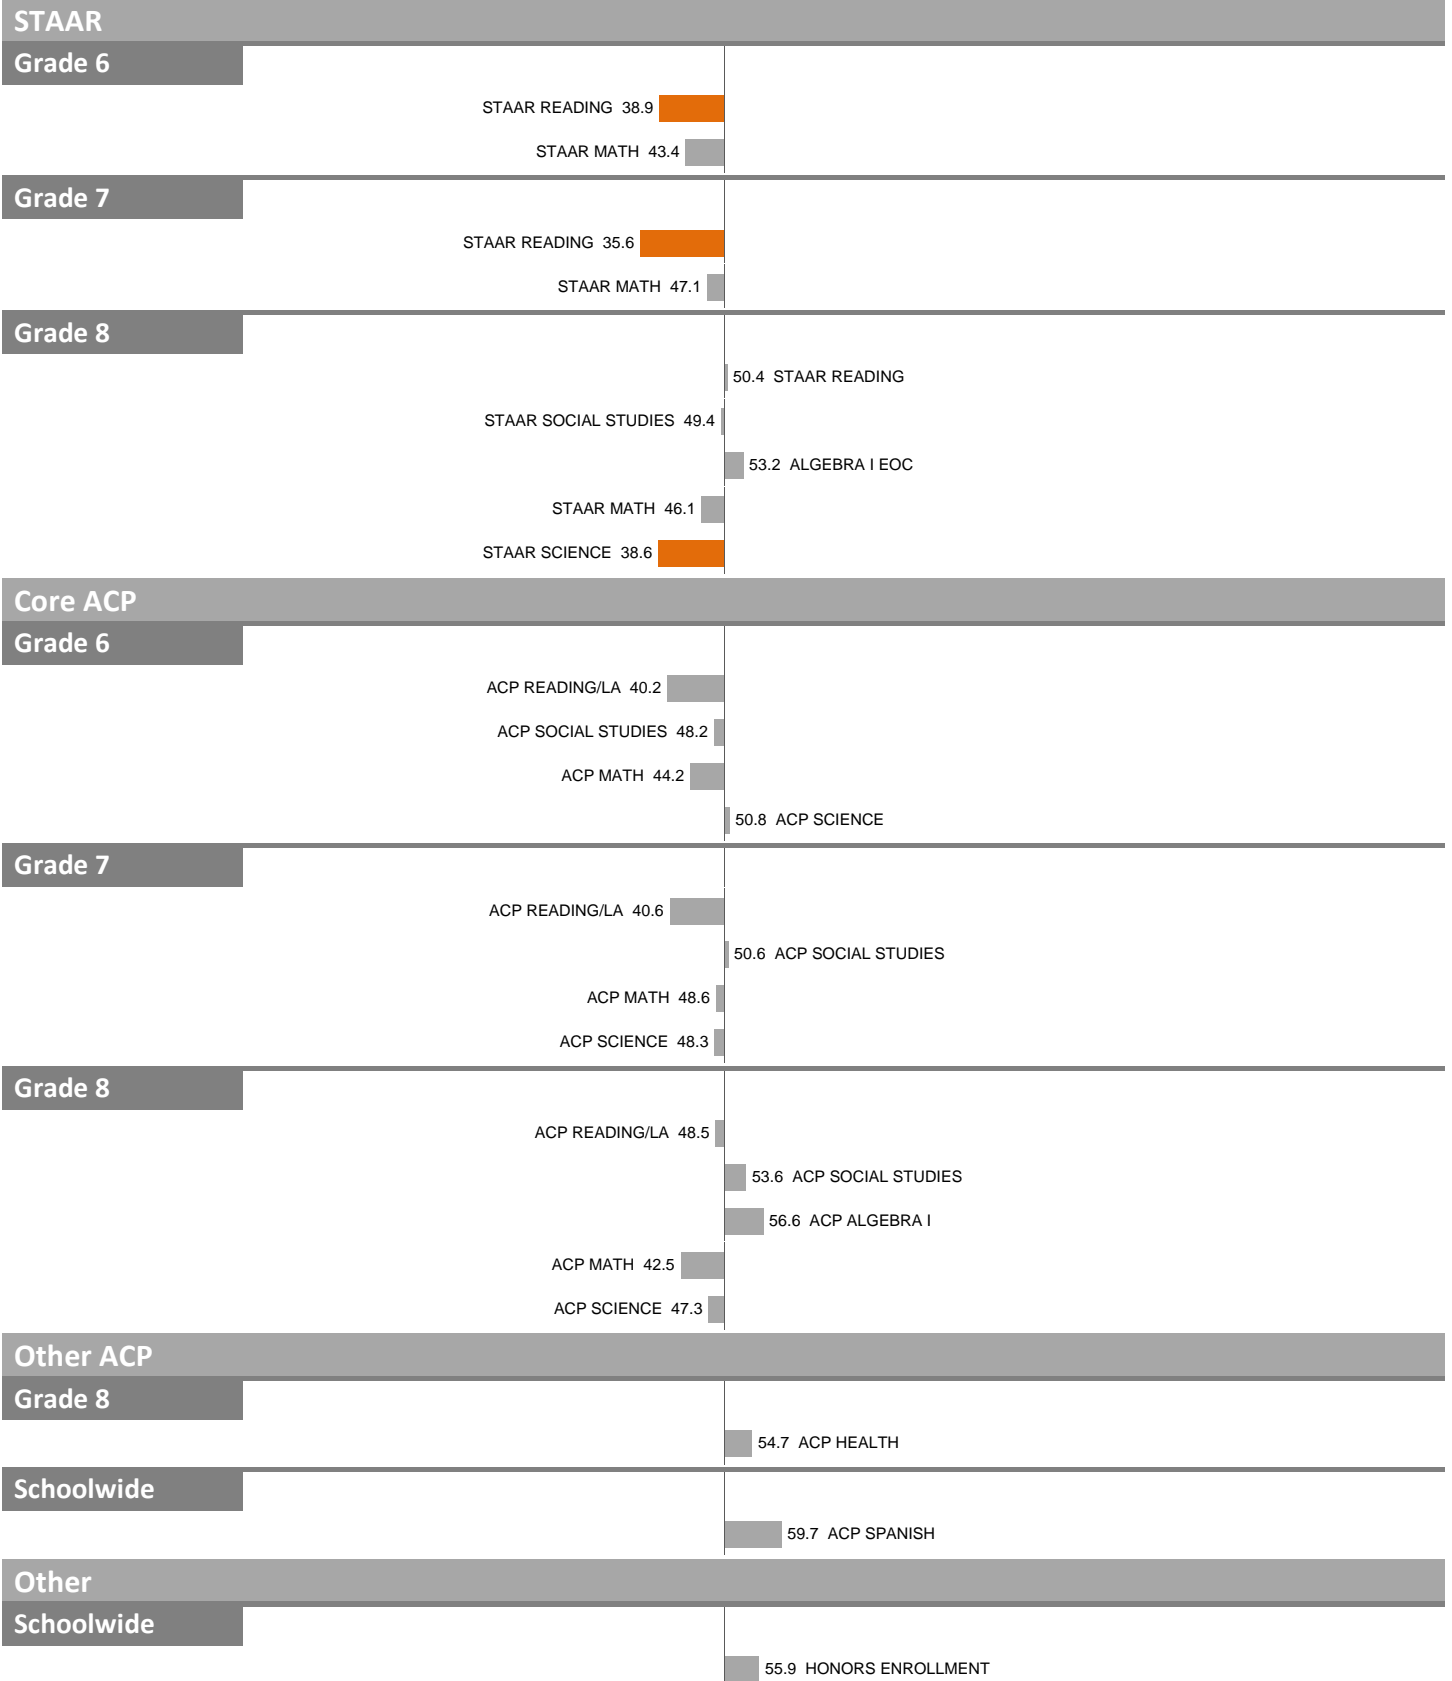 STAAR
Grade 6
STAAR READING 38.9
STAAR MATH 43.4
Grade 7
STAAR READING 35.6
STAAR MATH 47.1
Grade 8
50.4 STAAR READING
STAAR SOCIAL STUDIES 49.4
53.2 ALGEBRA I EOC
STAAR MATH 46.1
STAAR SCIENCE 38.6
Core ACP
Grade 6
ACP READING/LA 40.2
ACP SOCIAL STUDIES 48.2
ACP MATH 44.2
50.8 ACP SCIENCE
Grade 7
ACP READING/LA 40.6
50.6 ACP SOCIAL STUDIES
ACP MATH 48.6
ACP SCIENCE 48.3
Grade 8
ACP READING/LA 48.5
53.6 ACP SOCIAL STUDIES
56.6 ACP ALGEBRA I
ACP MATH 42.5
ACP SCIENCE 47.3
Other ACP
Grade 8
54.7 ACP HEALTH
Schoolwide
59.7 ACP SPANISH
Other
Schoolwide
55.9 HONORS ENROLLMENT